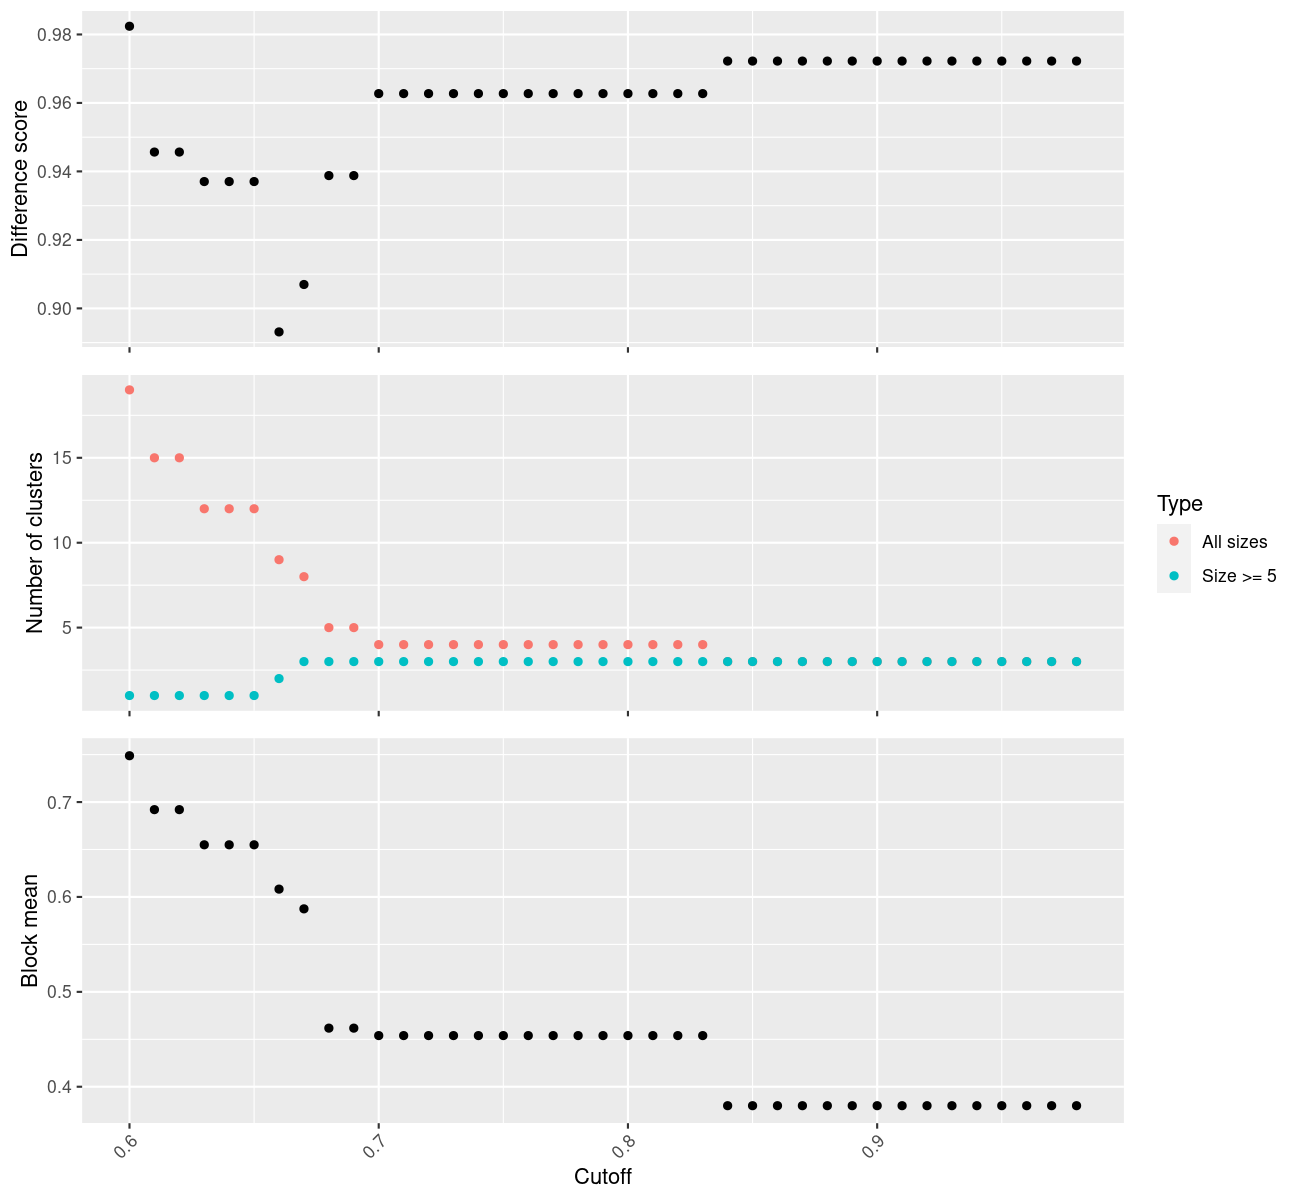 Difference score
0.98
0.96
0.94
0.92
0.90
Number of clusters
15
10
5
Type
All sizes
Size >= 5
Block mean
0.7
0.6
0.5
0.4
0.6
0.7
0.8
0.9
Cutoff